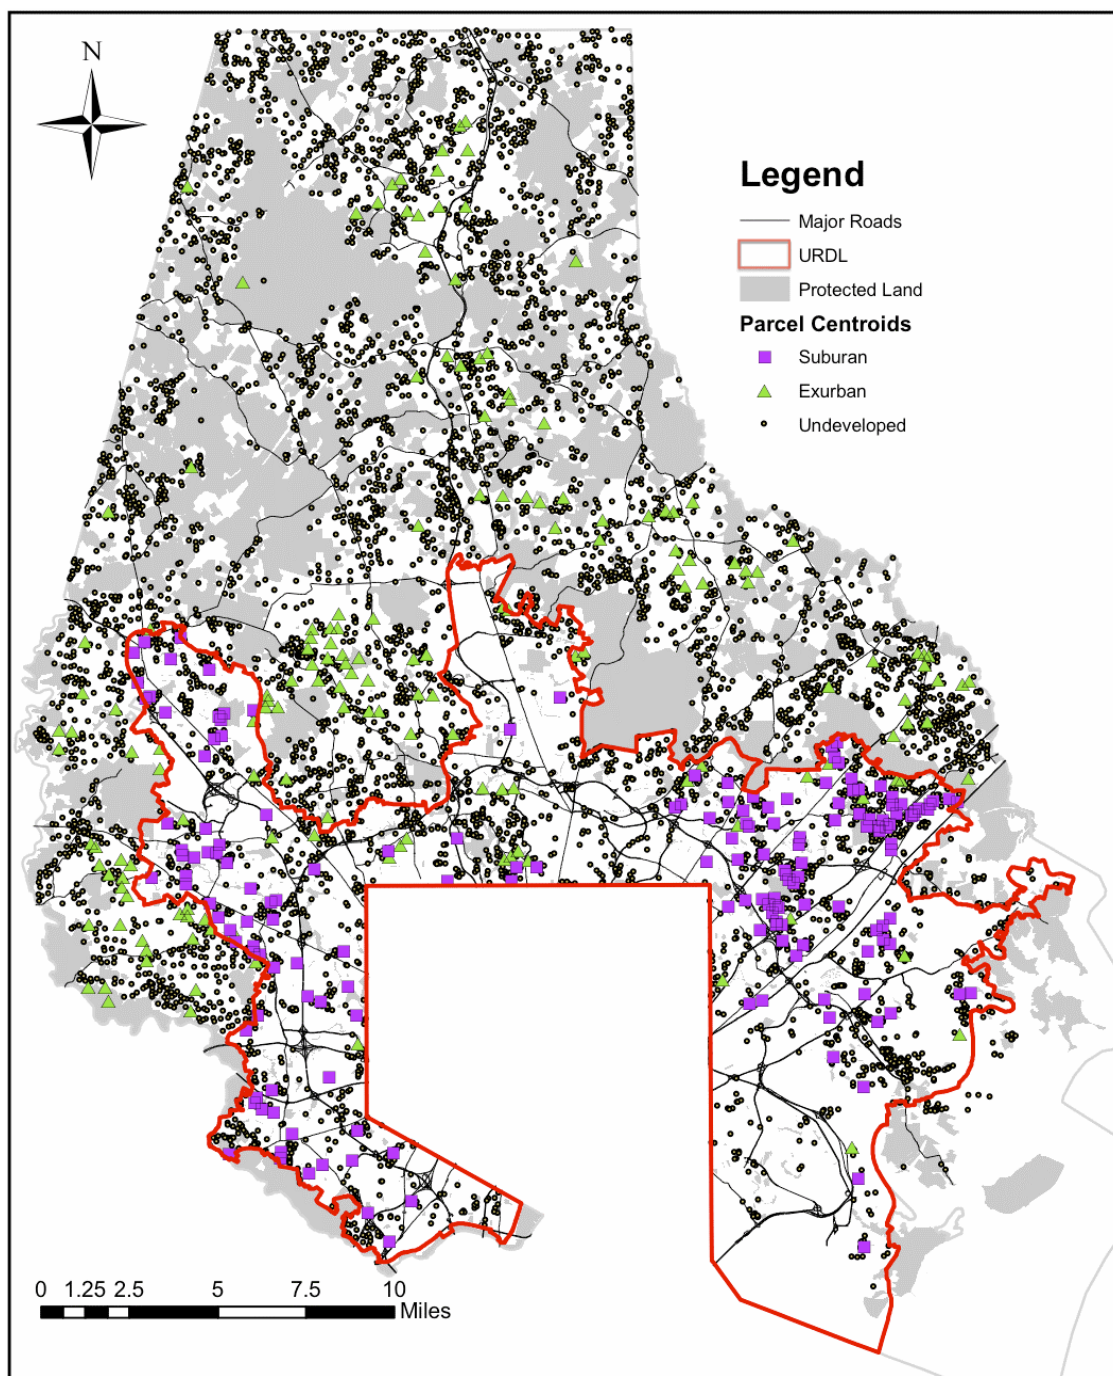 N
Legend
Major Roads
URDL
Protected Land
Parcel Centroids
Suburan
Exurban
Undeveloped
0 1.25 2.5 5 7.5 10
Miles